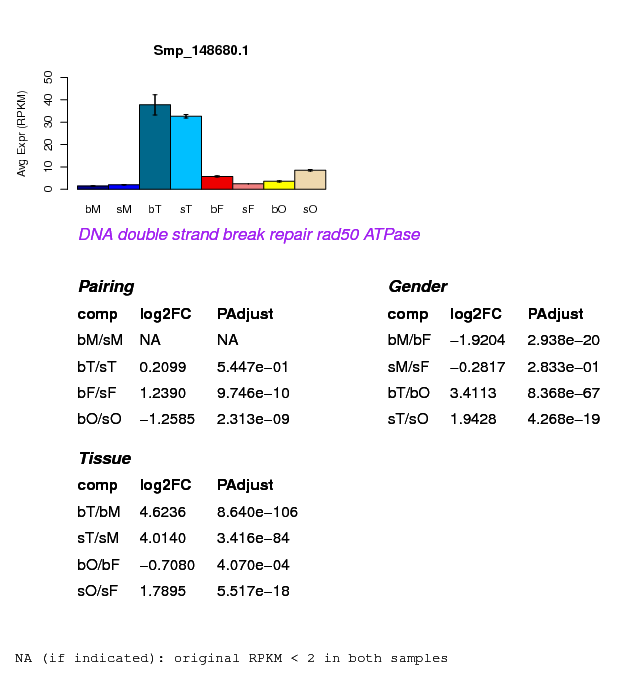 Smp_148680.1
Avg Expr (RPKM)
50
40
30
20
10
0
bM sM bT sT bF sF bO sO
DNA double strand break repair rad50 ATPase
Pairing
comp log2FC PAdjust
bM/sM NA NA
bT/sT 0.2099 5.447e−01
bF/sF 1.2390 9.746e−10
bO/sO −1.2585 2.313e−09
Gender
comp log2FC PAdjust
bM/bF −1.9204 2.938e−20
sM/sF −0.2817 2.833e−01
bT/bO 3.4113 8.368e−67
sT/sO 1.9428 4.268e−19
Tissue
comp log2FC PAdjust
bT/bM 4.6236 8.640e−106
sT/sM 4.0140 3.416e−84
bO/bF −0.7080 4.070e−04
sO/sF 1.7895 5.517e−18
NA (if indicated): original RPKM < 2 in both samples